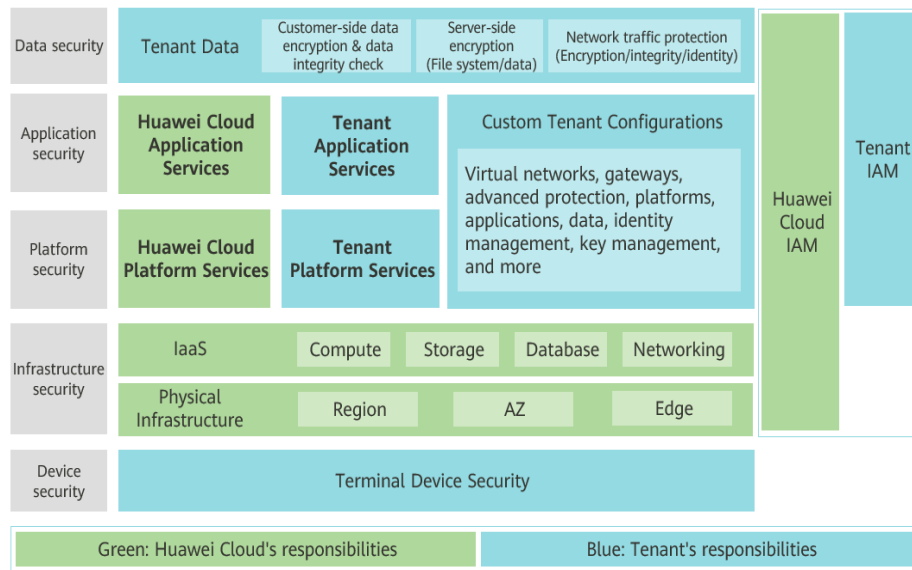 Data security
Tenant Data
Customer-side data
encryption & data
integrity check
Server-side
encryption
(File system/data)
Network traffic protection
(Encryption/integrity/identity)
Application
security
Huawei Cloud
Application
Services
Tenant
Application
Services
Custom Tenant Configurations
Virtual networks, gateways,
advanced protection, platforms,
applications, data, identity
management, key management,
and more
Platform
security
Huawei Cloud
Platform Services
Tenant
Platform Services
Huawei
Cloud
IAM
Tenant
IAM
Infrastructure
security
IaaS
Compute
Storage
Database
Networking
Physical
Infrastructure
Region
AZ
Edge
Device
security
Terminal Device Security
Green: Huawei Cloud's responsibilities
Blue: Tenant's responsibilities